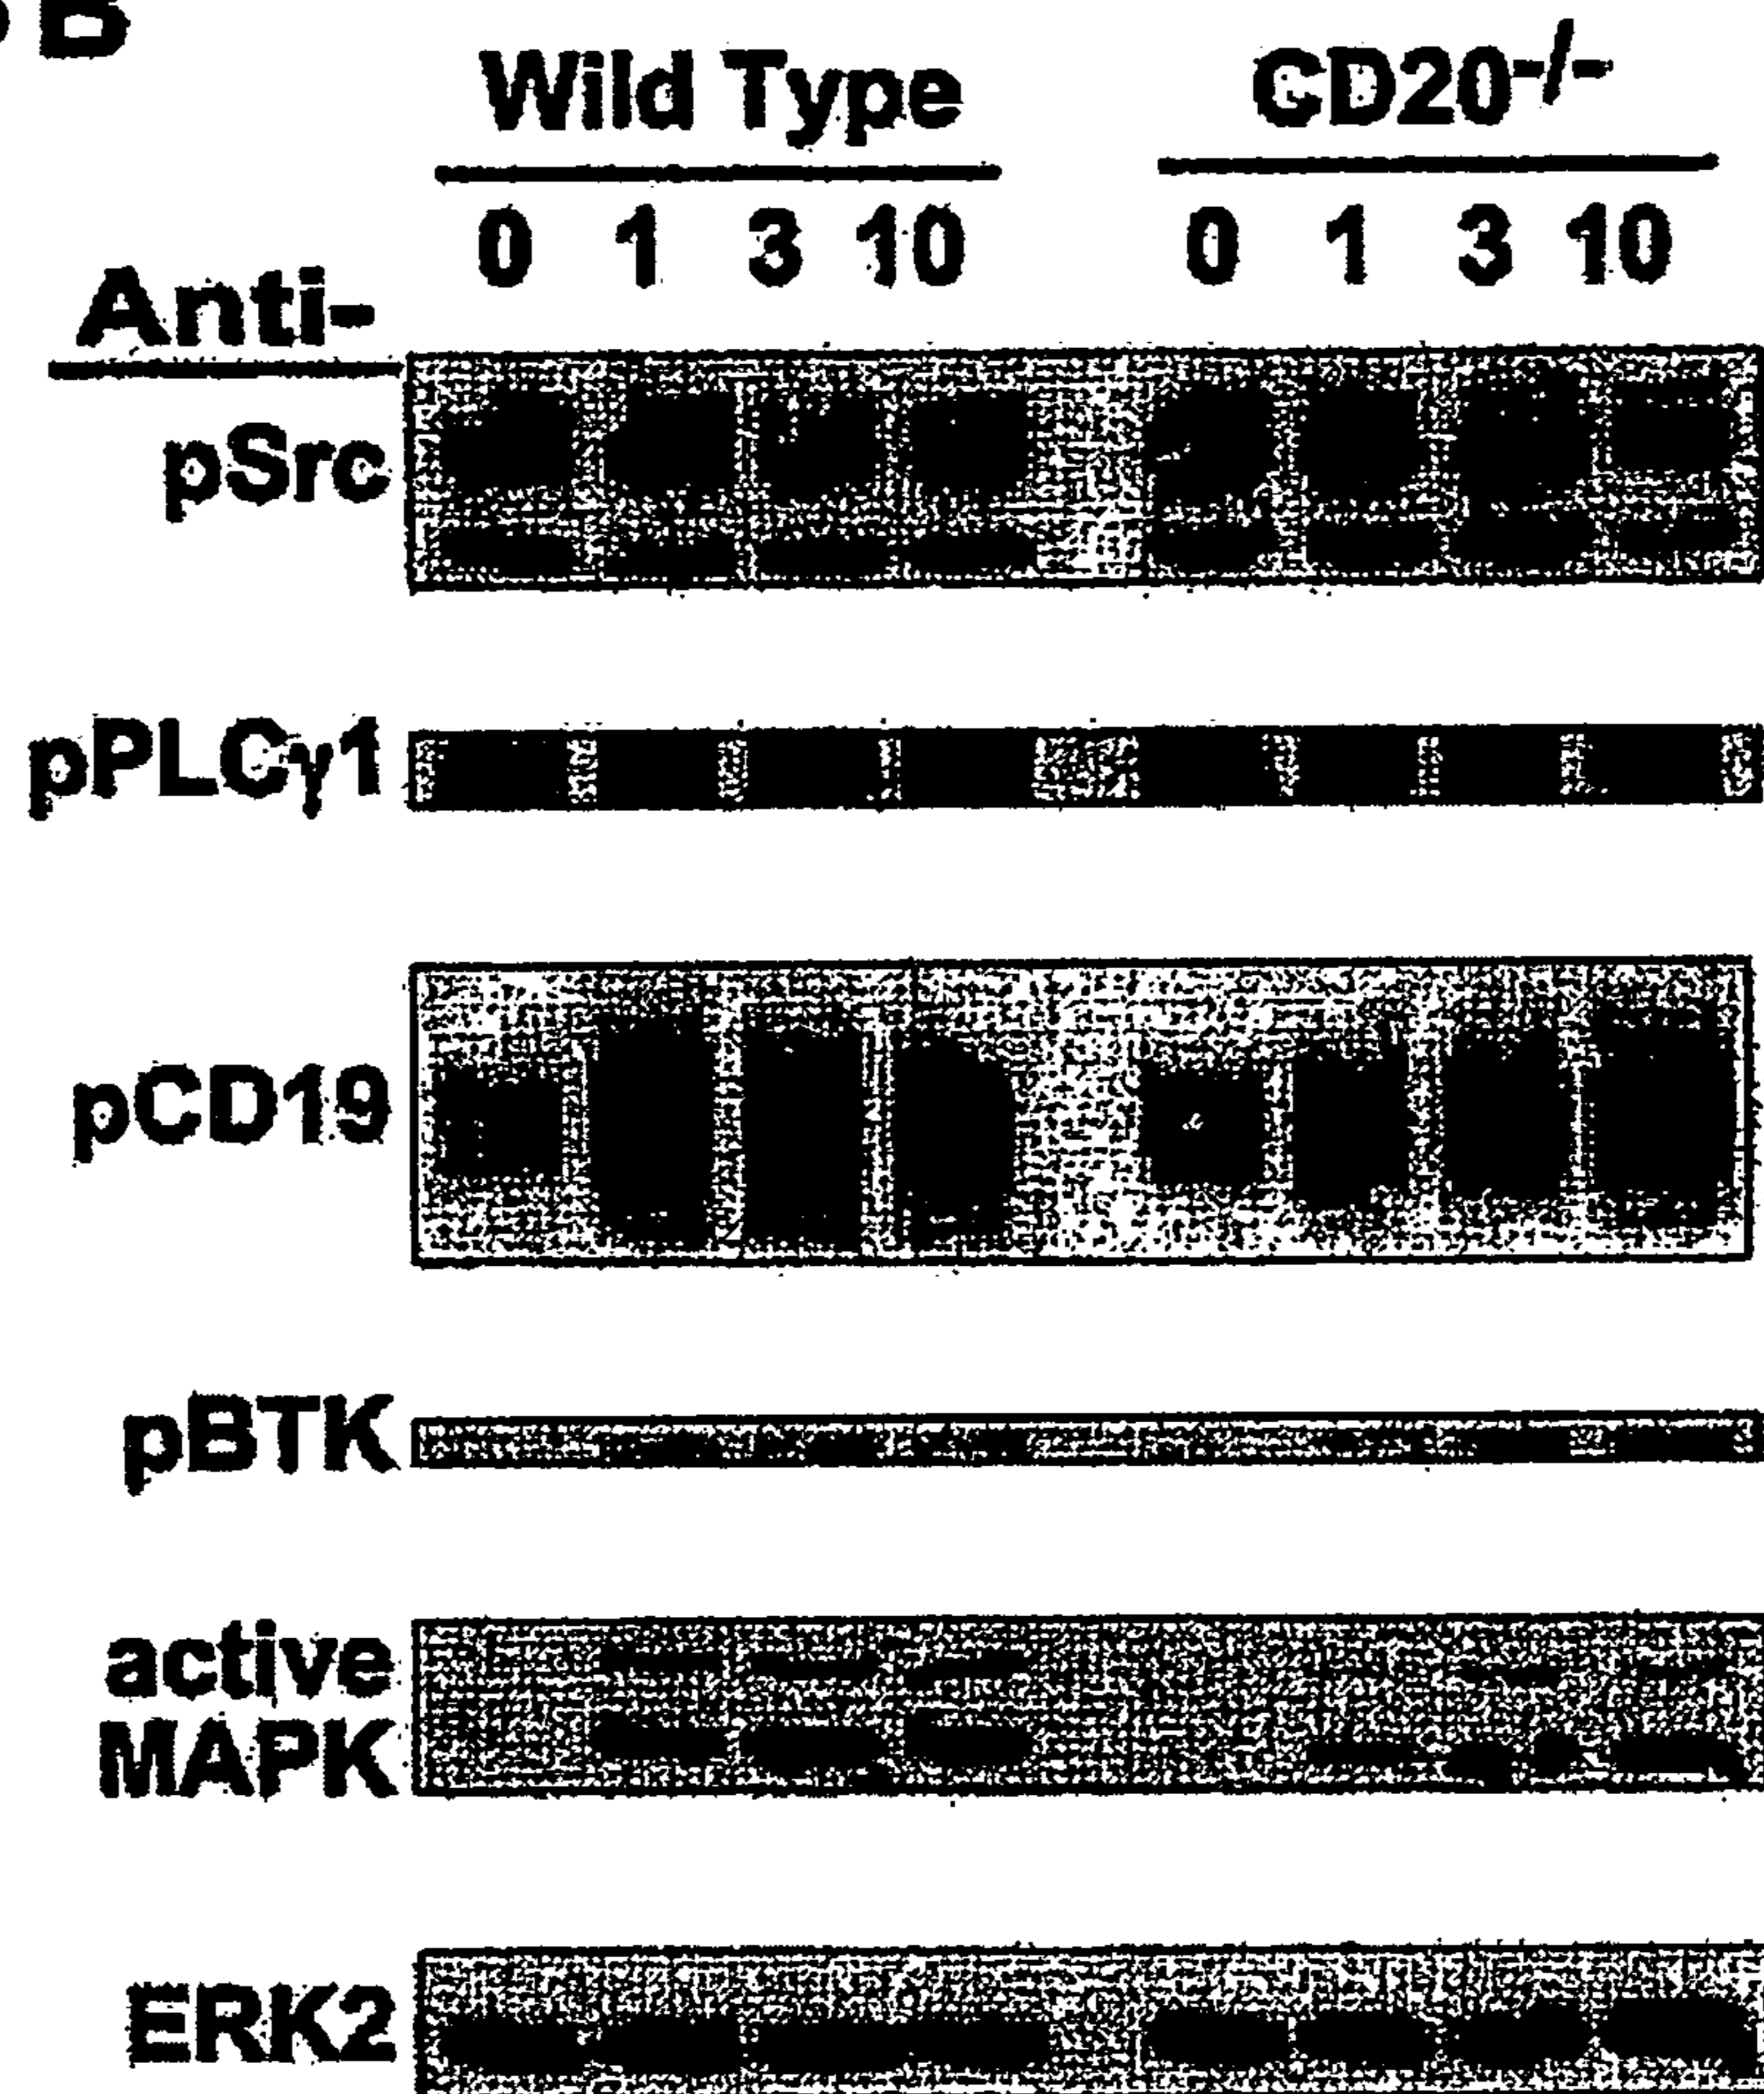 B
Wild Type CD20-/-
0 1 3 10 0 1 3 10
Anti-
pSrc
pPLCγ1
pCD19
pBTK
active
MAPK
ERK2